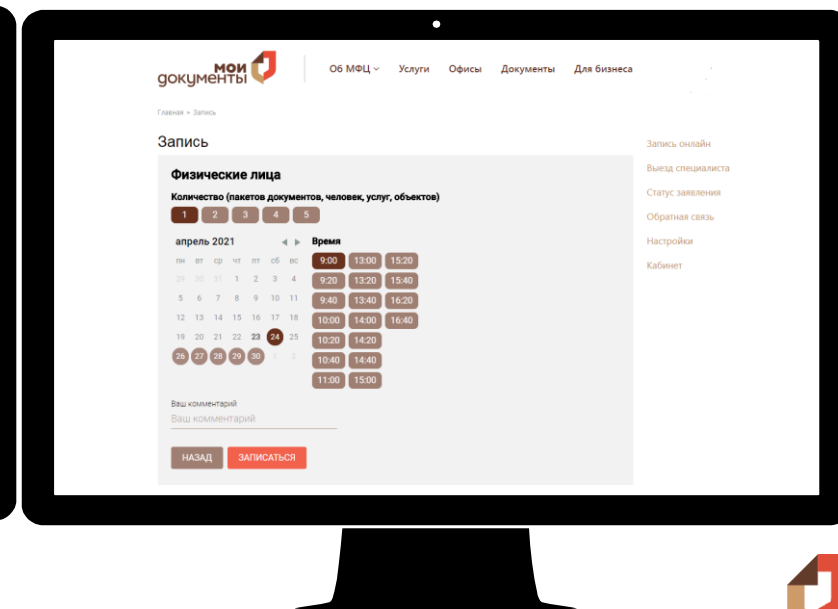 мои
документы
Об МФЦ Услуги Офисы Документы Для бизнеса
Главная » Запись
Запись
Физические лица
Количество (пакетов документов, человек, услуг, объектов)
1 2 3 4 5
апрель 2021
пн вт ср чт пт сб вс
29 30 31 1 2 3 4
5 6 7 8 9 10 11
12 13 14 15 16 17 18
19 20 21 22 23 24 25
26 27 28 29 30 1 2
Время
9:00 13:00 15:20
9:20 13:20 15:40
9:40 13:40 16:20
10:00 14:00 16:40
10:20 14:20
10:40 14:40
11:00 15:00
Ваш комментарий
Ваш комментарий
НАЗАД ЗАПИСАТЬСЯ
Запись онлайн
Выезд специалиста
Статус заявления
Обратная связь
Настройки
Кабинет